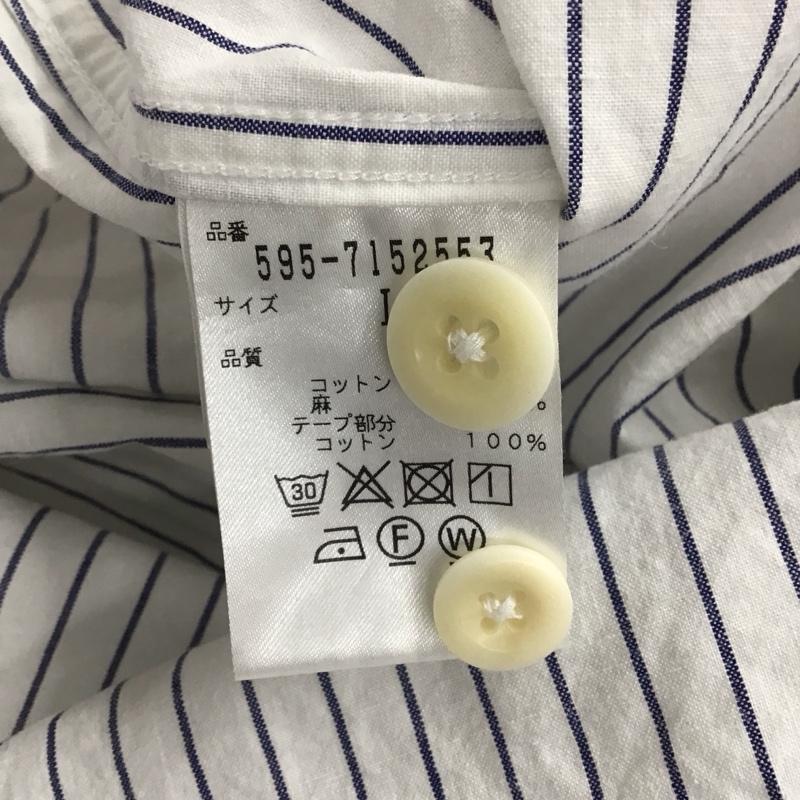 品番
595-7152553
サイズ
品質
コットン
麻 %
テープ部分
コットン 100%
30
F W